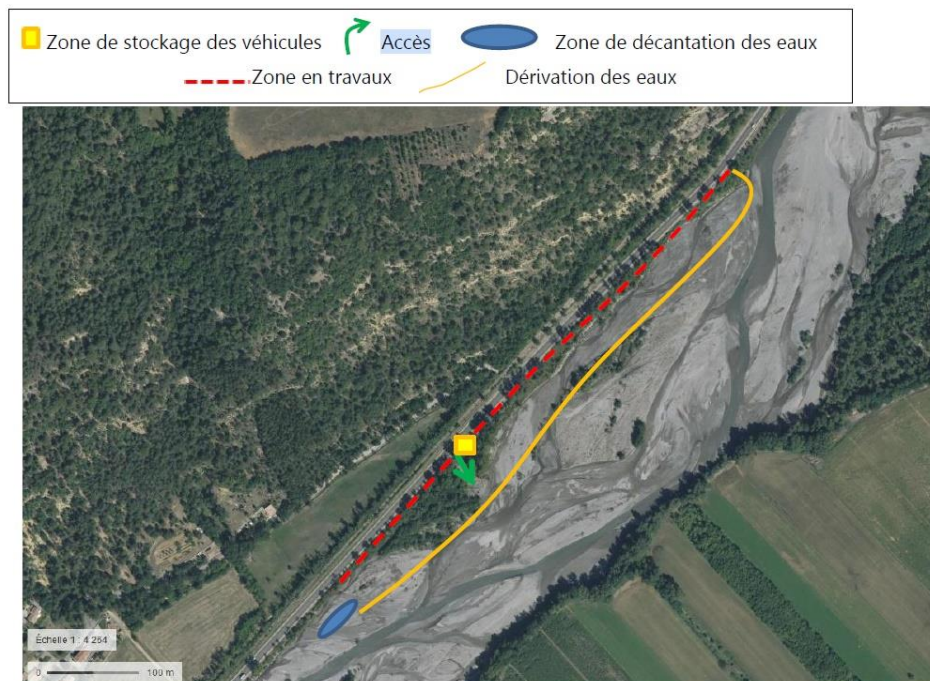 Zone de stockage des véhicules Accès Zone de décantation des eaux
Zone en travaux Dérivation des eaux
Échelle 1 : 4 264
0 100 m